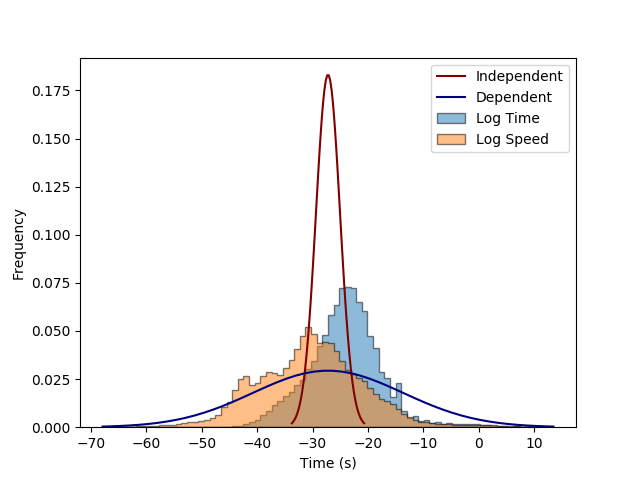 Independent
Dependent
Log Time
Log Speed
Frequency
0.175
0.150
0.125
0.100
0.075
0.050
0.025
0.000
−70 −60 −50 −40 −30 −20 −10 0 10
Time (s)